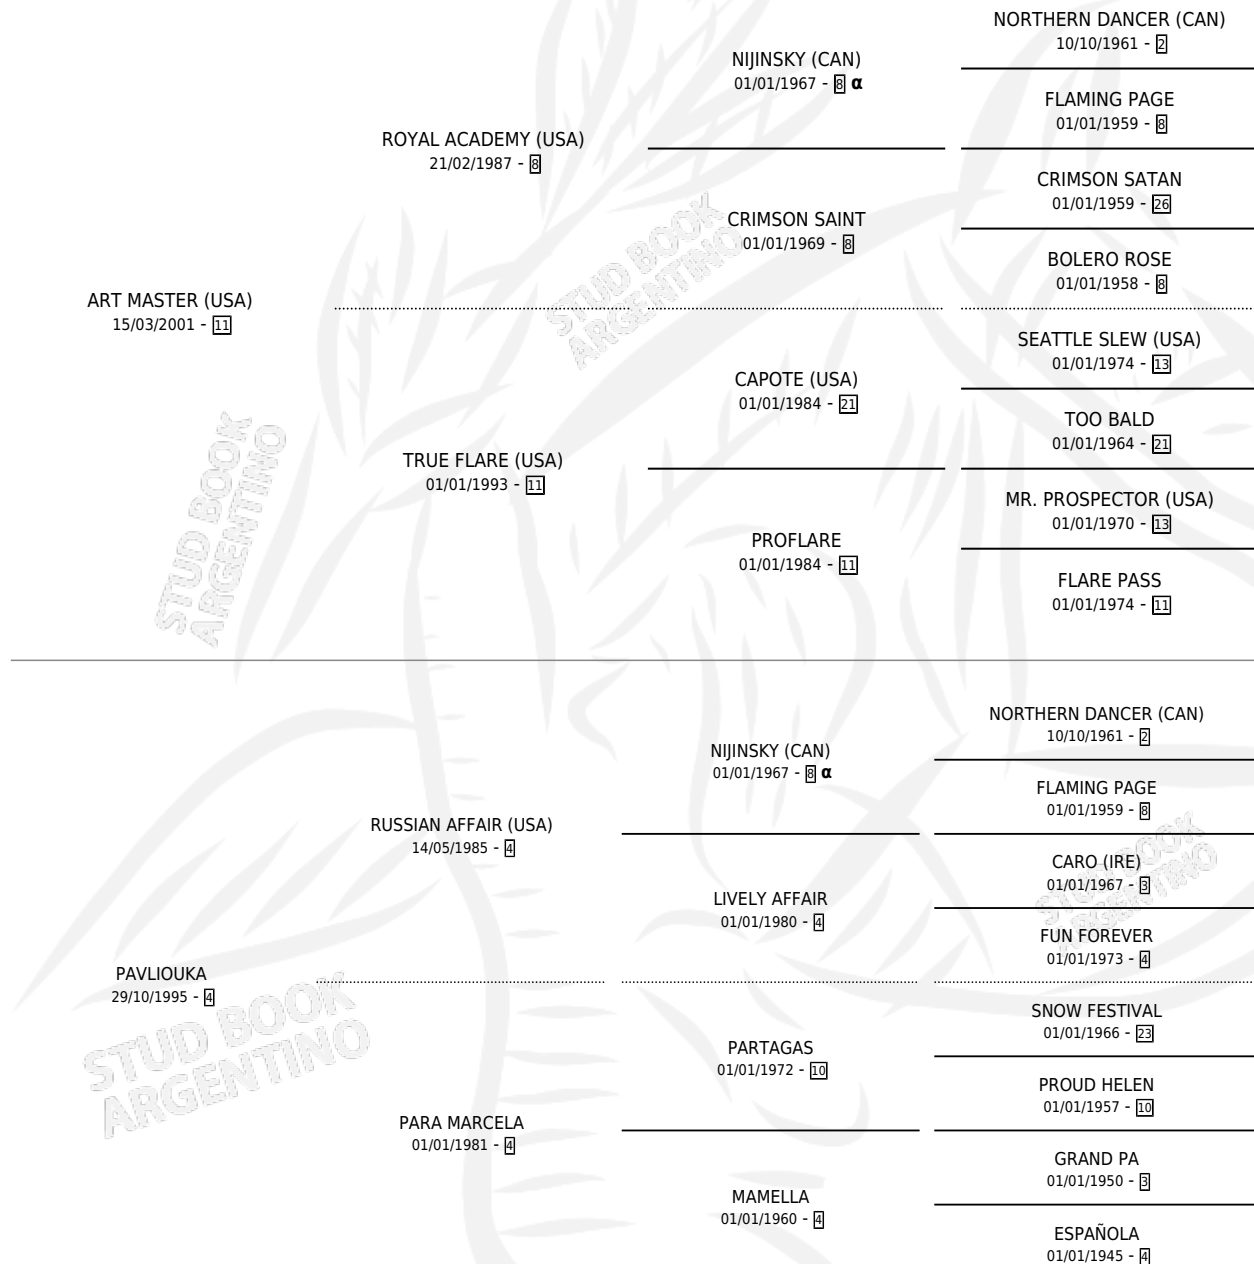 NORTHERN DANCER (CAN)
10/10/1961 - 2
NIJINSKY (CAN)
01/01/1967 - 8 α
FLAMING PAGE
01/01/1959 - 8
ROYAL ACADEMY (USA)
21/02/1987 - 8
CRIMSON SATAN
01/01/1959 - 26
CRIMSON SAINT
01/01/1969 - 8
BOLERO ROSE
01/01/1958 - 8
ART MASTER (USA)
15/03/2001 - 11
SEATTLE SLEW (USA)
01/01/1974 - 13
CAPOTE (USA)
01/01/1984 - 21
TOO BALD
01/01/1964 - 21
TRUE FLARE (USA)
01/01/1993 - 11
MR. PROSPECTOR (USA)
01/01/1970 - 13
PROFLARE
01/01/1984 - 11
FLARE PASS
01/01/1974 - 11
NORTHERN DANCER (CAN)
10/10/1961 - 2
NIJINSKY (CAN)
01/01/1967 - 8 α
FLAMING PAGE
01/01/1959 - 8
RUSSIAN AFFAIR (USA)
14/05/1985 - 4
CARO (IRE)
01/01/1967 - 3
LIVELY AFFAIR
01/01/1980 - 4
FUN FOREVER
01/01/1973 - 4
PAVLIOUKA
29/10/1995 - 4
SNOW FESTIVAL
01/01/1966 - 23
PARTAGAS
01/01/1972 - 10
PROUD HELEN
01/01/1957 - 10
PARA MARCELA
01/01/1981 - 4
GRAND PA
01/01/1950 - 3
MAMELLA
01/01/1960 - 4
ESPAÑOLA
01/01/1945 - 4
STUD BOOK
ARGENTINO
STUD BOOK
ARGENTINO
STUD BOOK
ARGENTINO
STUD BOOK
ARGENTINO